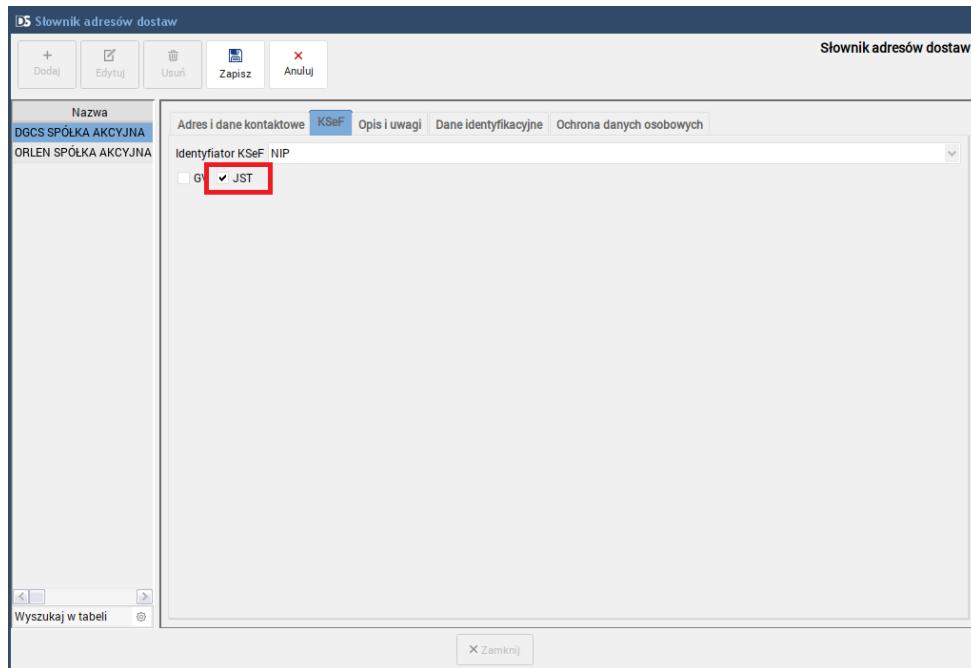 DS Słownik adresów dostaw
Słownik adresów dostaw
Dodaj Edytuj Usuń Zapisz Anuluj
Nazwa
DGCS SPÓŁKA AKCYJNA
ORLEN SPÓŁKA AKCYJNA
Adres i dane kontaktowe KSeF Opis i uwagi Dane identyfikacyjne Ochrona danych osobowych
Identyfiator KSeF NIP
JST
Wyszukaj w tabeli
Zamknij